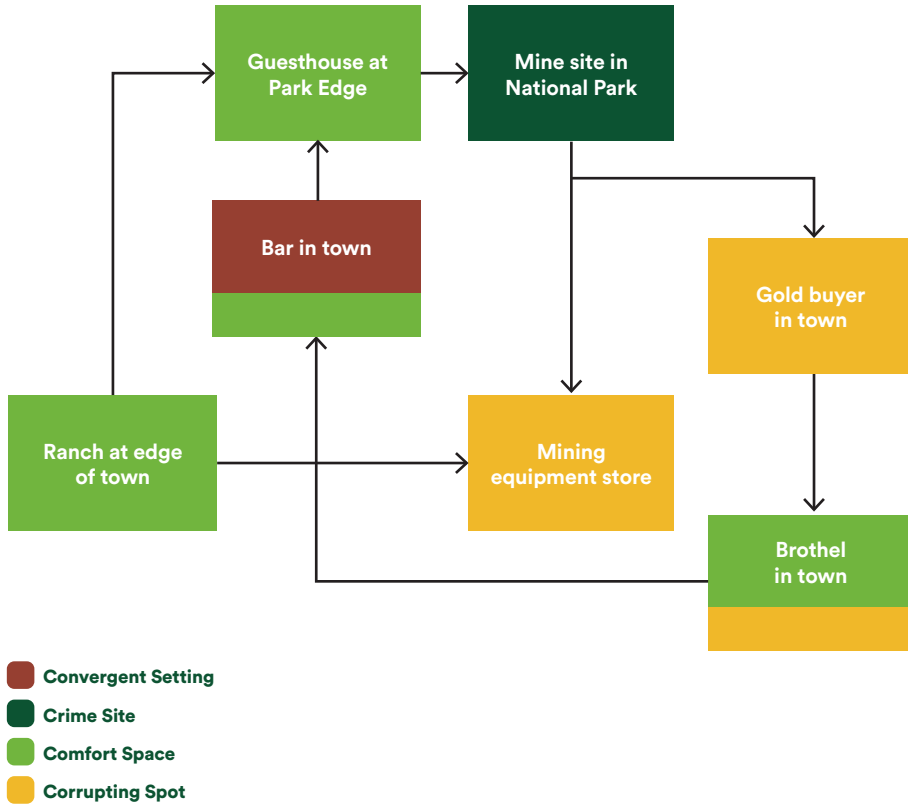 Guesthouse at
Park Edge
Mine site in
National Park
Bar in town
Gold buyer
in town
Ranch at edge
of town
Mining
equipment store
Brothel
in town
Convergent Setting
Crime Site
Comfort Space
Corrupting Spot